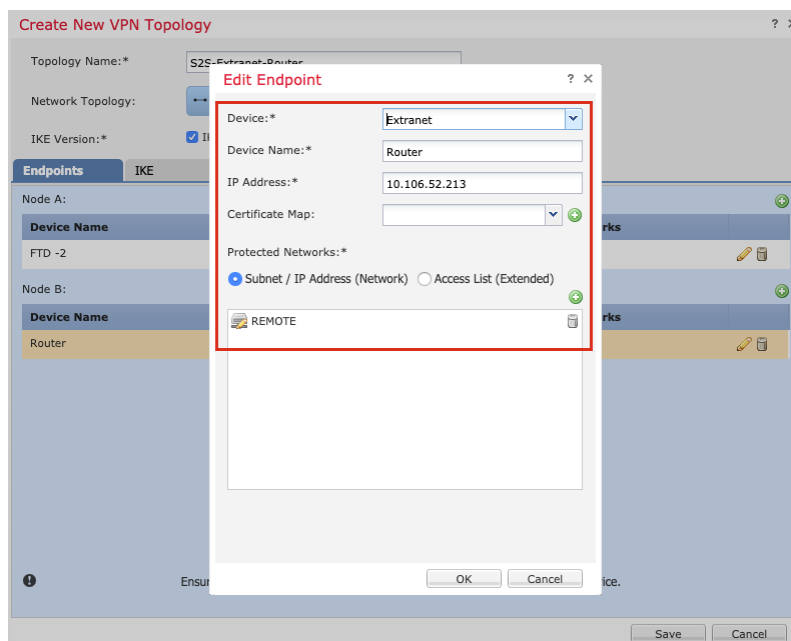 Create New VPN Topology ?
Topology Name:* S2S-Extranet-Router
Edit Endpoint ? ×
Network Topology:
Device:* Extranet
IKE Version:*
Device Name:* Router
Endpoints IKE
IP Address:* 10.106.52.213
Node A:
Certificate Map:
Device Name
FTD -2
Protected Networks:*
Subnet / IP Address (Network) Access List (Extended)
Node B:
Device Name
REMOTE
Router
OK Cancel
Save Cancel